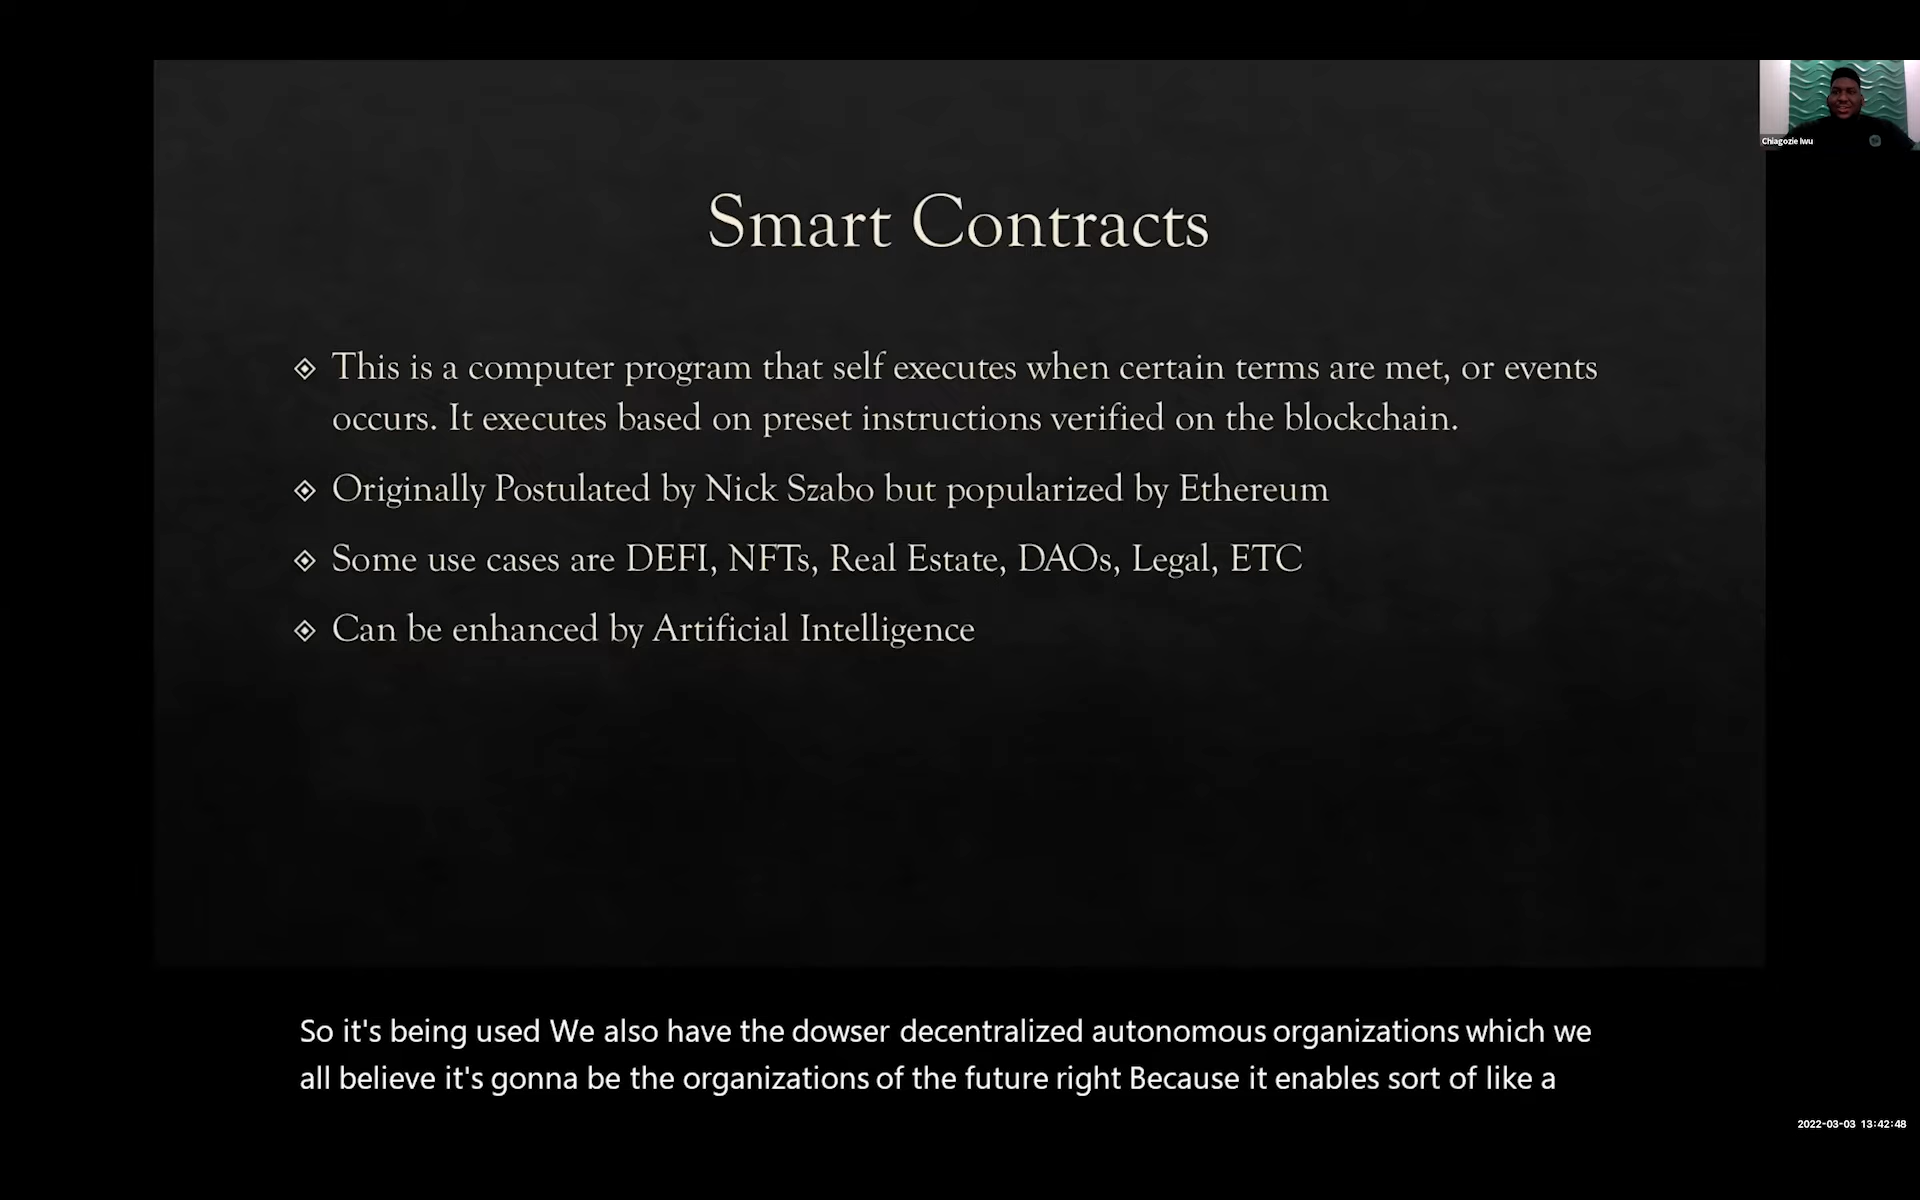 Chiagozie Iwu
Smart Contracts
This is a computer program that self executes when certain terms are met, or events
occurs. It executes based on preset instructions verified on the blockchain.
Originally Postulated by Nick Szabo but popularized by Ethereum
Some use cases are DEFI, NFTs, Real Estate, DAOs, Legal, ETC
Can be enhanced by Artificial Intelligence
So it's being used We also have the dowser decentralized autonomous organizations which we
all believe it's gonna be the organizations of the future right Because it enables sort of like a
2022-03-03 13:42:48